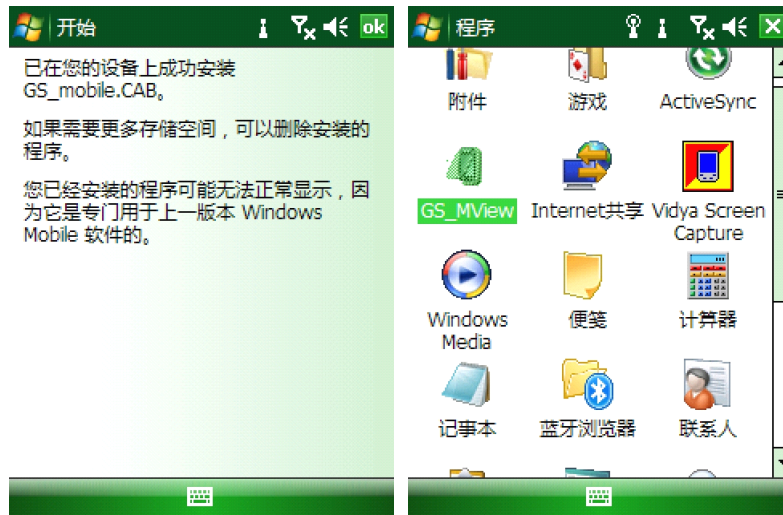 开始
ok
已在您的设备上成功安装
GS_mobile.CAB。
如果需要更多存储空间，可以删除安装的
程序。
您已经安装的程序可能无法正常显示，因
为它是专门用于上一版本 Windows
Mobile 软件的。
程序
附件
游戏
ActiveSync
GS_MView
Internet共享
Vidya Screen
Capture
Windows
Media
便笺
计算器
记事本
蓝牙浏览器
联系人